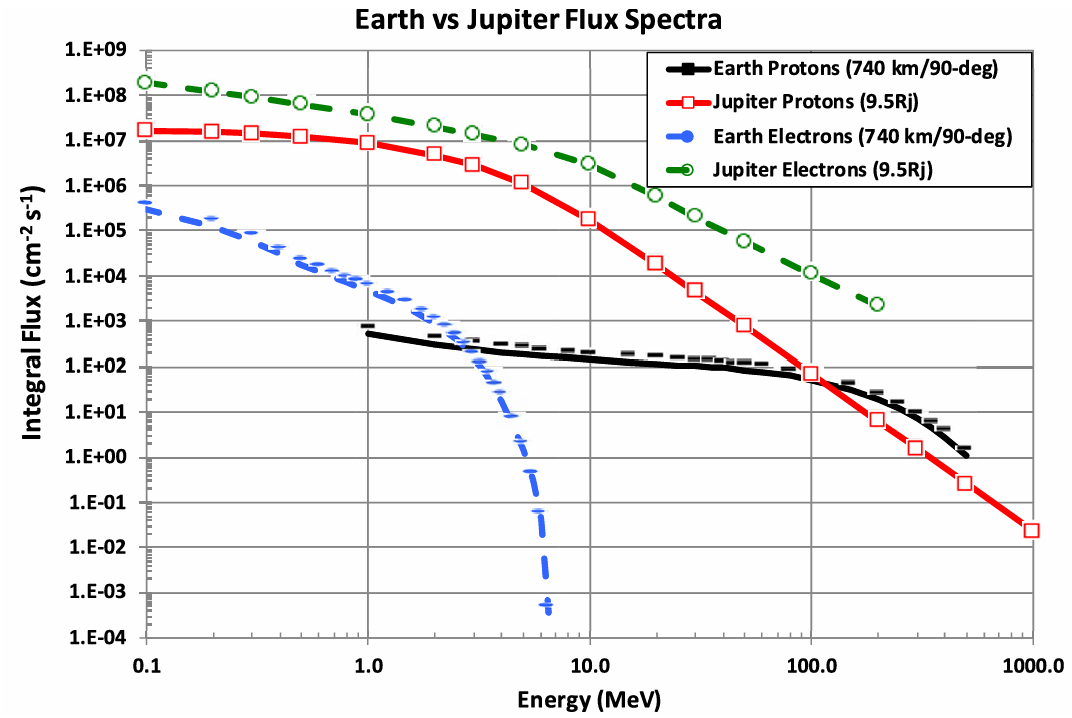 Earth vs Jupiter Flux Spectra
1.E+09
1.E+08
1.E+07
1.E+06
1.E+05
1.E+04
1.E+03
1.E+02
1.E+01
1.E+00
1.E-01
1.E-02
1.E-03
1.E-04
Integral Flux (cm⁻² s⁻¹)
Earth Protons (740 km/90-deg)
Jupiter Protons (9.5Rj)
Earth Electrons (740 km/90-deg)
Jupiter Electrons (9.5Rj)
0.1 1.0 10.0 100.0 1000.0
Energy (MeV)